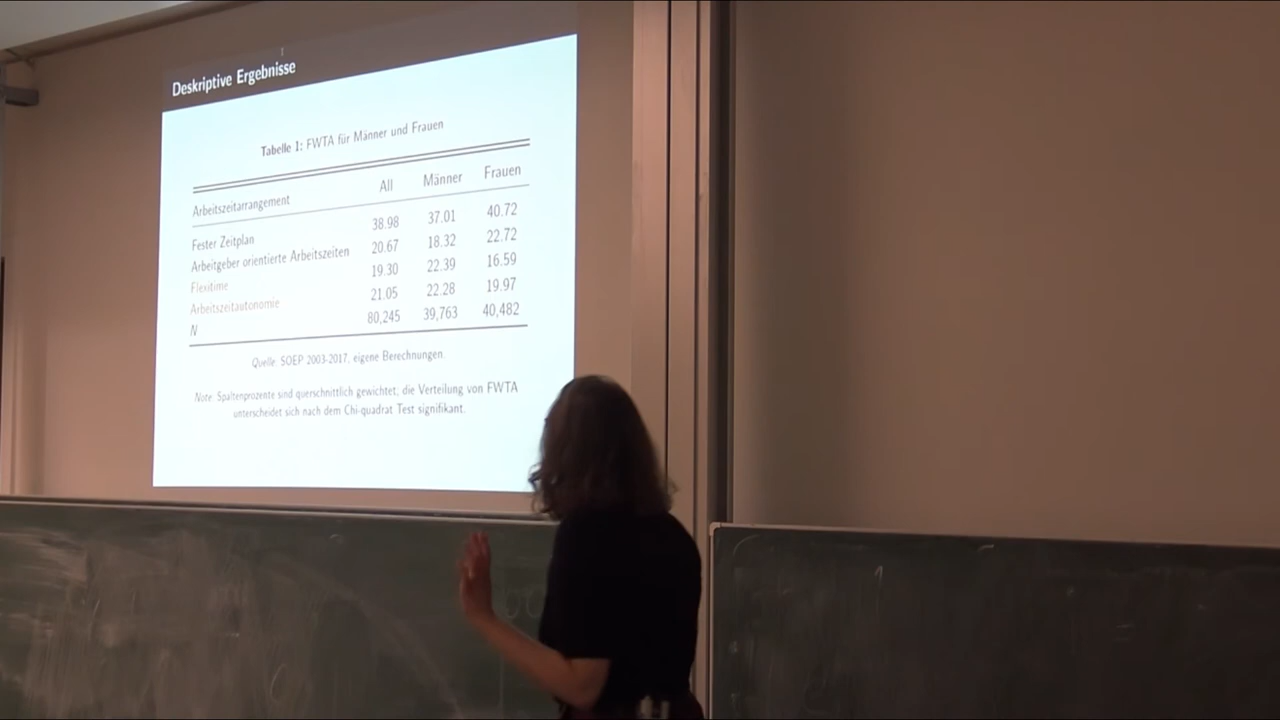 Deskriptive Ergebnisse
Tabelle 1: FWTA für Männer und Frauen
Arbeitszeitarrangement All Männer Frauen
Fester Zeitplan 38.98 37.01 40.72
Arbeitgeber orientierte Arbeitszeiten 20.67 18.32 22.72
Flexitime 19.30 22.39 16.59
Arbeitszeitautonomie 21.05 22.28 19.97
N 80,245 39,763 40,482
Quelle: SOEP 2003-2017, eigene Berechnungen.
Note: Spaltenprozente sind querschnittlich gewichtet, die Verteilung von FWTA
unterscheidet sich nach dem Chi-quadrat Test signifikant.